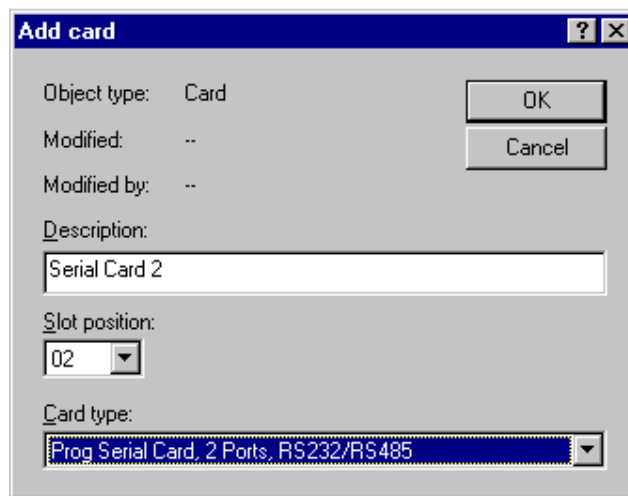 Add card
Object type: Card
OK
Modified: --
Cancel
Modified by: --
Description:
Serial Card 2
Slot position:
02
Card type:
Prog Serial Card, 2 Ports, RS232/RS485